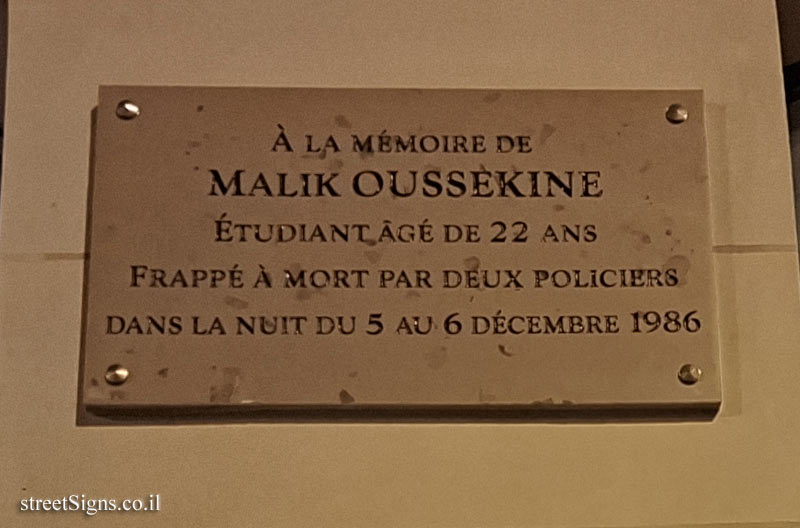 À LA MÉMOIRE DE
MALIK OUSSEKINE
ÉTUDIANT ÂGÉ DE 22 ANS
FRAPPÉ À MORT PAR DEUX POLICIERS
DANS LA NUIT DU 5 AU 6 DÉCEMBRE 1986
streetSigns.co.il